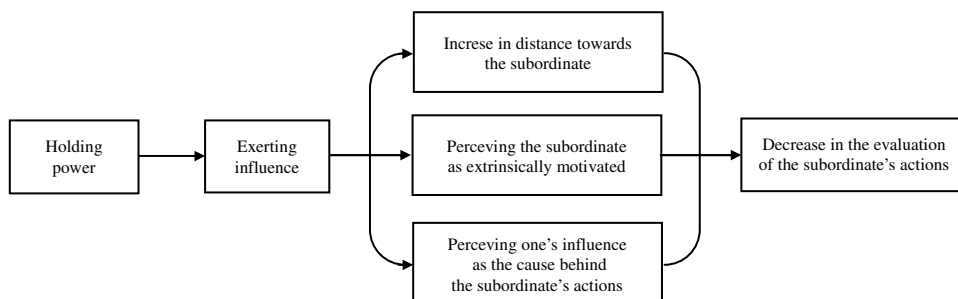 Holding
power
Exerting
influence
Increse in distance towards
the subordinate
Perceving the subordinate
as extrinsically motivated
Perceving one's influence
as the cause behind
the subordinate's actions
Decrease in the evaluation
of the subordinate's actions